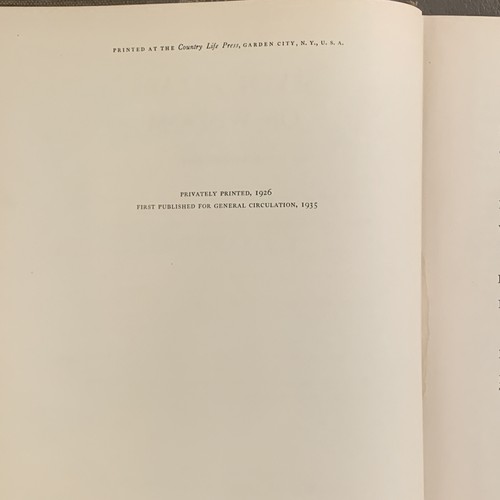 PRINTED AT THE Country Life Press, GARDEN CITY, N. Y., U. S. A.
PRIVATELY PRINTED, 1926
FIRST PUBLISHED FOR GENERAL CIRCULATION, 1935